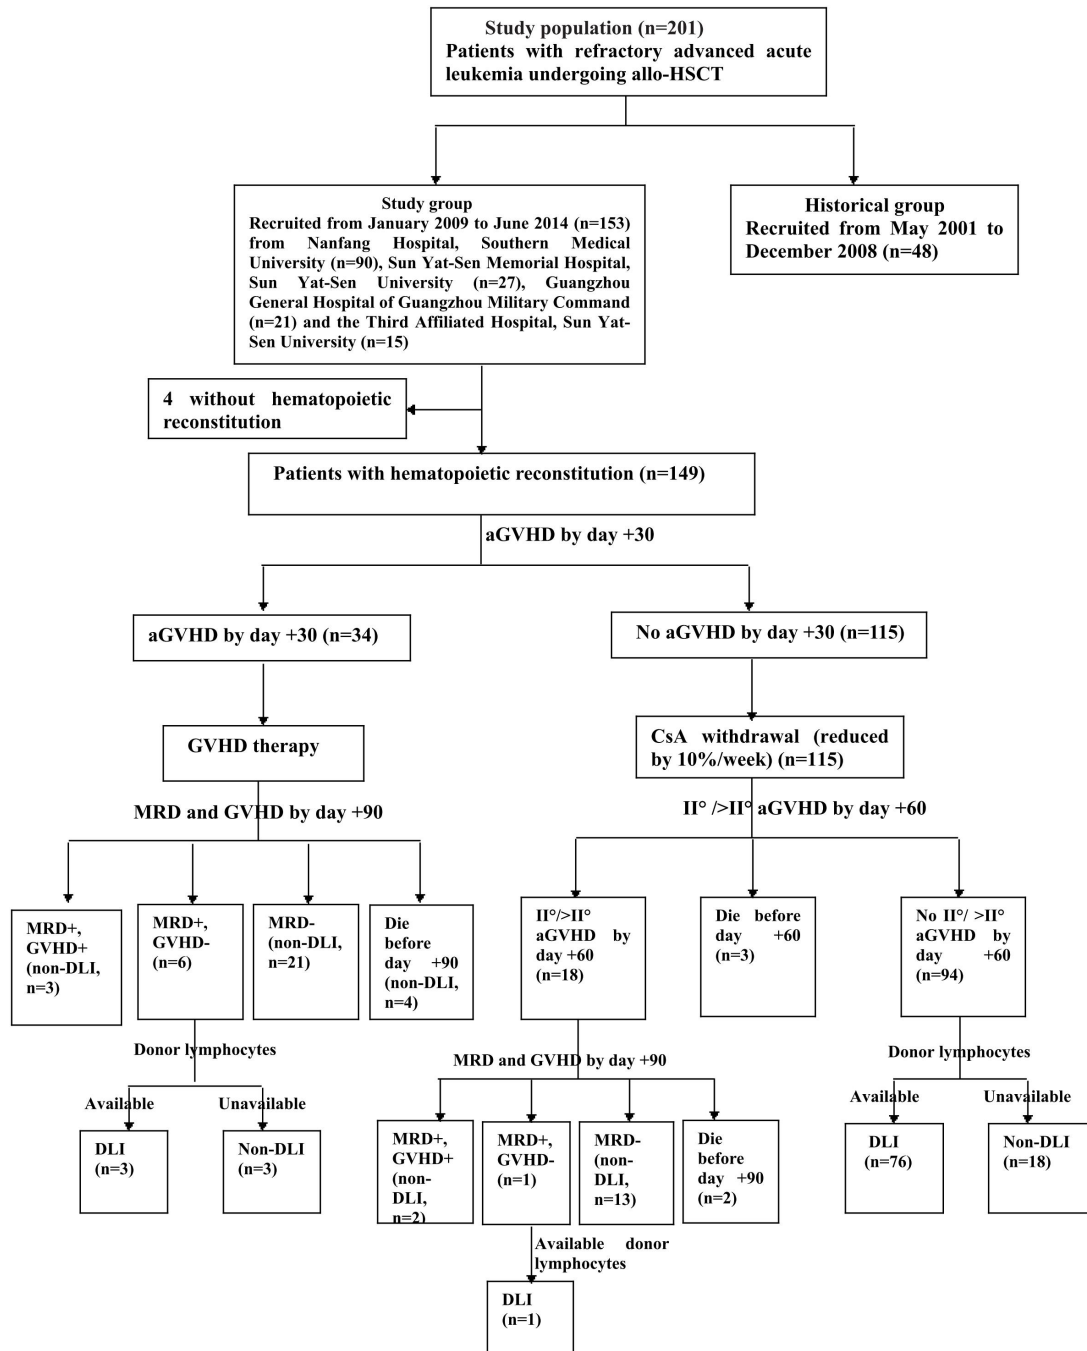 Study population (n=201)
Patients with refractory advanced acute
leukemia undergoing allo-HSCT
Study group
Recruited from January 2009 to June 2014 (n=153)
from Nanfang Hospital, Southern Medical
University (n=90), Sun Yat-Sen Memorial Hospital,
Sun Yat-Sen University (n=27), Guangzhou
General Hospital of Guangzhou Military Command
(n=21) and the Third Affiliated Hospital, Sun Yat-
Sen University (n=15)
Historical group
Recruited from May 2001 to
December 2008 (n=48)
4 without hematopoietic
reconstitution
Patients with hematopoietic reconstitution (n=149)
aGVHD by day +30
aGVHD by day +30 (n=34)
No aGVHD by day +30 (n=115)
GVHD therapy
CsA withdrawal (reduced
by 10%/week) (n=115)
MRD and GVHD by day +90
II° />II° aGVHD by day +60
MRD+,
GVHD+
(non-DLI,
n=3)
MRD+,
GVHD-
(n=6)
MRD-
(non-DLI,
n=21)
Die
before
day +90
(non-DLI,
n=4)
II°/>II°
aGVHD by
day +60
(n=18)
Die before
day +60
(n=3)
No II°/ >II°
aGVHD by
day +60
(n=94)
Donor lymphocytes
Available
Unavailable
DLI
(n=3)
Non-DLI
(n=3)
MRD and GVHD by day +90
MRD+,
GVHD+
(non-
DLI,
n=2)
MRD+,
GVHD-
(n=1)
MRD-
(non-
DLI,
n=13)
Die
before
day +90
(n=2)
Available donor
lymphocytes
DLI
(n=1)
Donor lymphocytes
Available
Unavailable
DLI
(n=76)
Non-DLI
(n=18)